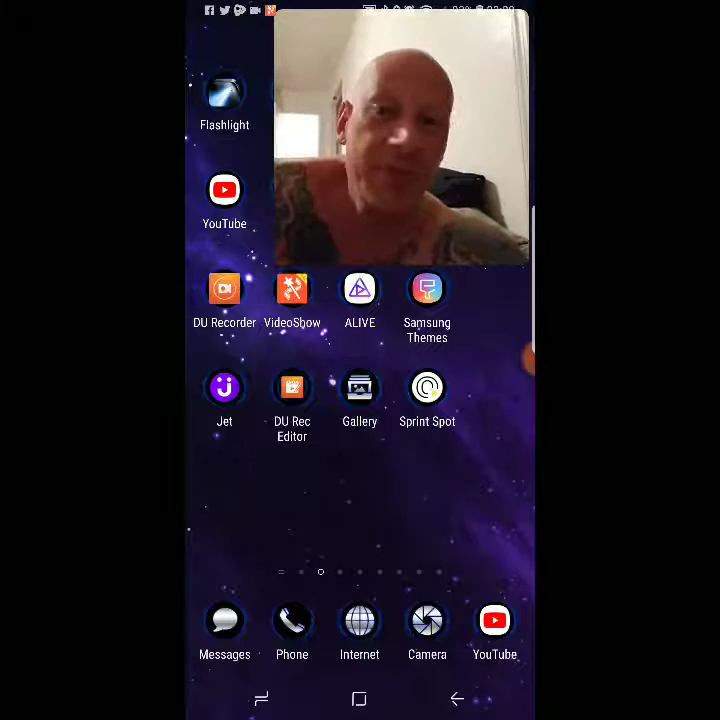 Flashlight
YouTube
DU Recorder VideoShow ALIVE Samsung Themes
Jet DU Rec Editor Gallery Sprint Spot
Messages Phone Internet Camera YouTube